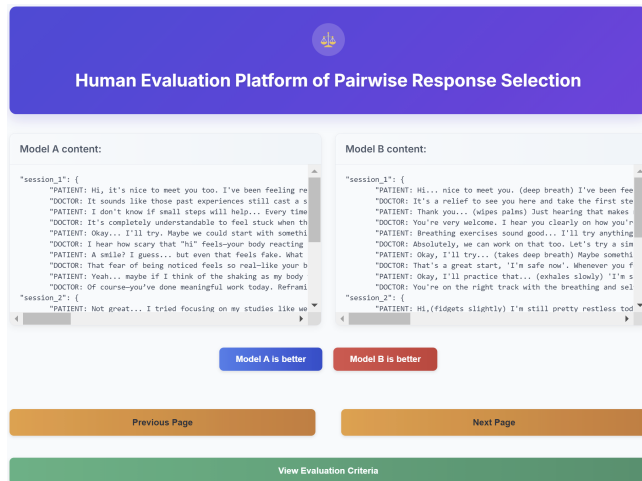 Human Evaluation Platform of Pairwise Response Selection
Model A content:
"session_1": {
"PATIENT: Hi, it's nice to meet you too. I've been feeling re
"DOCTOR: It sounds like those past experiences still cast a s
"PATIENT: I don't know if small steps will help... Every time
"DOCTOR: It's completely understandable to feel stuck when th
"PATIENT: Okay... I'll try. Maybe we could start with somethi
"DOCTOR: I hear how scary that "hi" feels—your body reacting
"PATIENT: A smile? I guess... but even that feels fake. What
"DOCTOR: That fear of being noticed feels so real—like your b
"PATIENT: Yeah... maybe if I think of the shaking as my body
"DOCTOR: Of course—you've done meaningful work today. Reframi
"session_2": {
"PATIENT: Not great... I tried focusing on my studies like we
Model B content:
"session_1": {
"PATIENT: Hi... nice to meet you. (deep breath) I've been fee
"DOCTOR: It's a relief to see you here and take the first ste
"PATIENT: Thank you... (wipes palms) Just hearing that makes
"DOCTOR: You're very welcome. I hear you clearly on how you'r
"PATIENT: Breathing exercises sound good... I'll try anything
"DOCTOR: Absolutely, we can work on that too. Let's try a sim
"PATIENT: Okay, I'll try... (takes deep breath) Maybe somethi
"DOCTOR: That's a great start, 'I'm safe now'. Whenever you f
"PATIENT: Okay, I'll practice that... (exhales slowly) 'I'm s
"DOCTOR: You're on the right track with the breathing and sel
"session_2": {
"PATIENT: Hi,(fidgets slightly) I'm still pretty restless tod
Model A is better
Model B is better
Previous Page
Next Page
View Evaluation Criteria